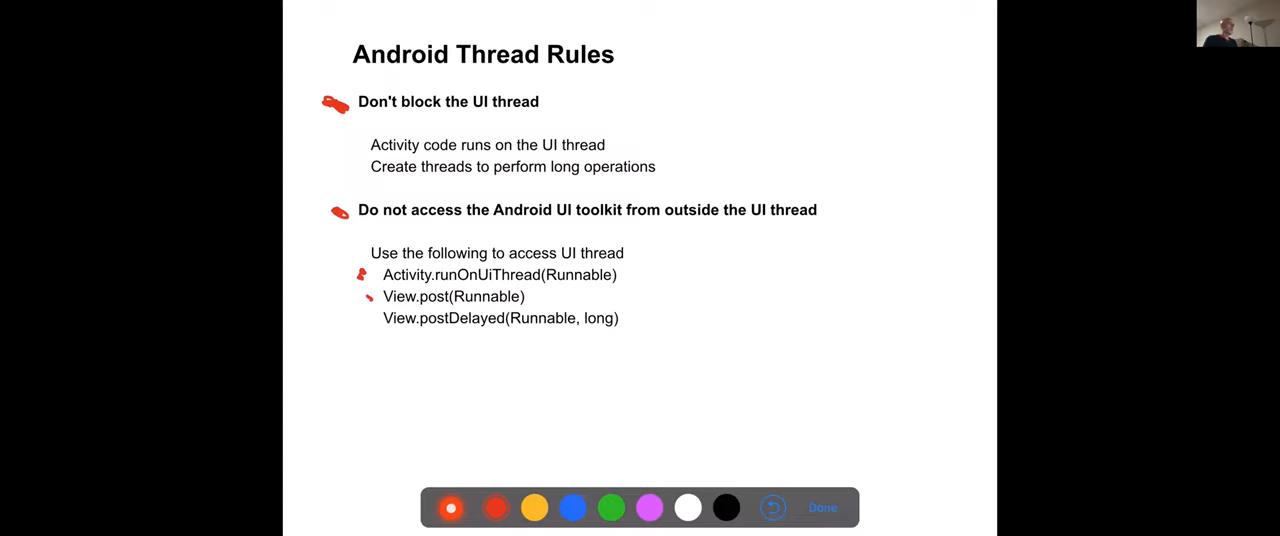 Android Thread Rules
Don't block the UI thread
Activity code runs on the UI thread
Create threads to perform long operations
Do not access the Android UI toolkit from outside the UI thread
Use the following to access UI thread
Activity.runOnUiThread(Runnable)
View.post(Runnable)
View.postDelayed(Runnable, long)
Done